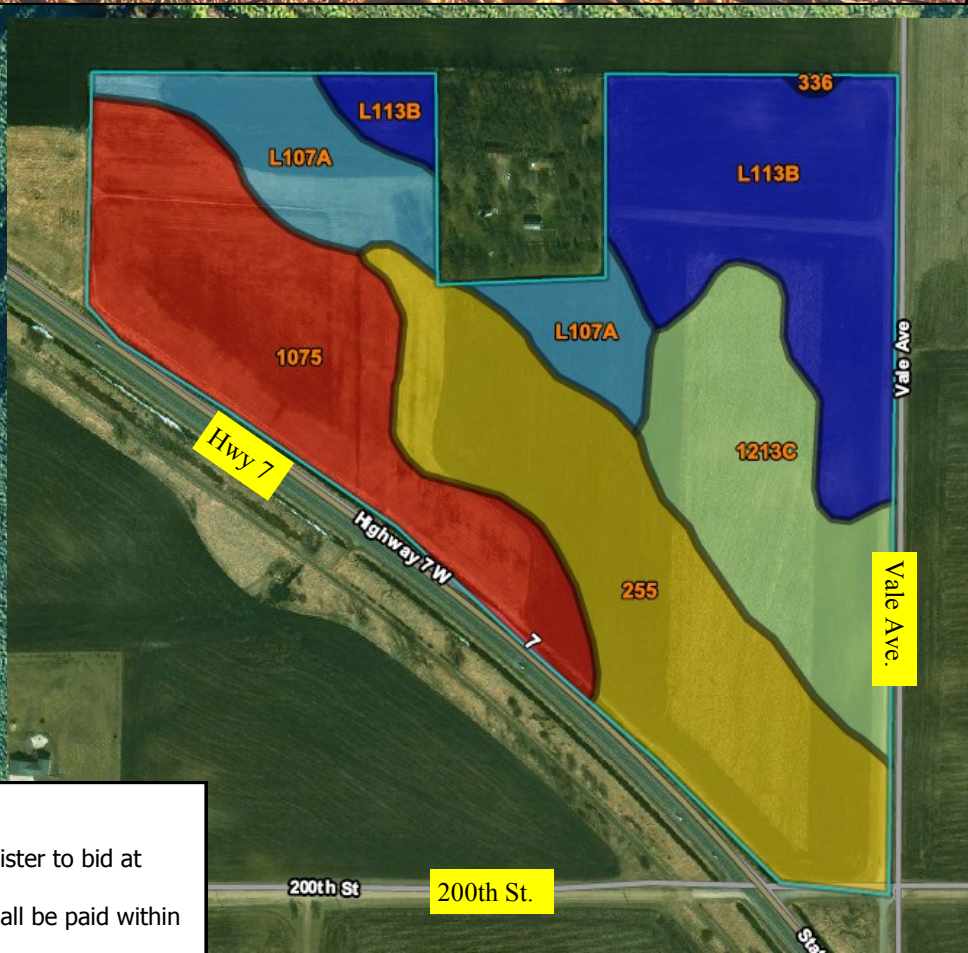 336
L113B
L107A
L113B
L107A
Vale Ave
1075
1213C
Hwy 7
Highway 7 W
255
Vale Ave.
7
ister to bid at
200th St
200th St.
all be paid within